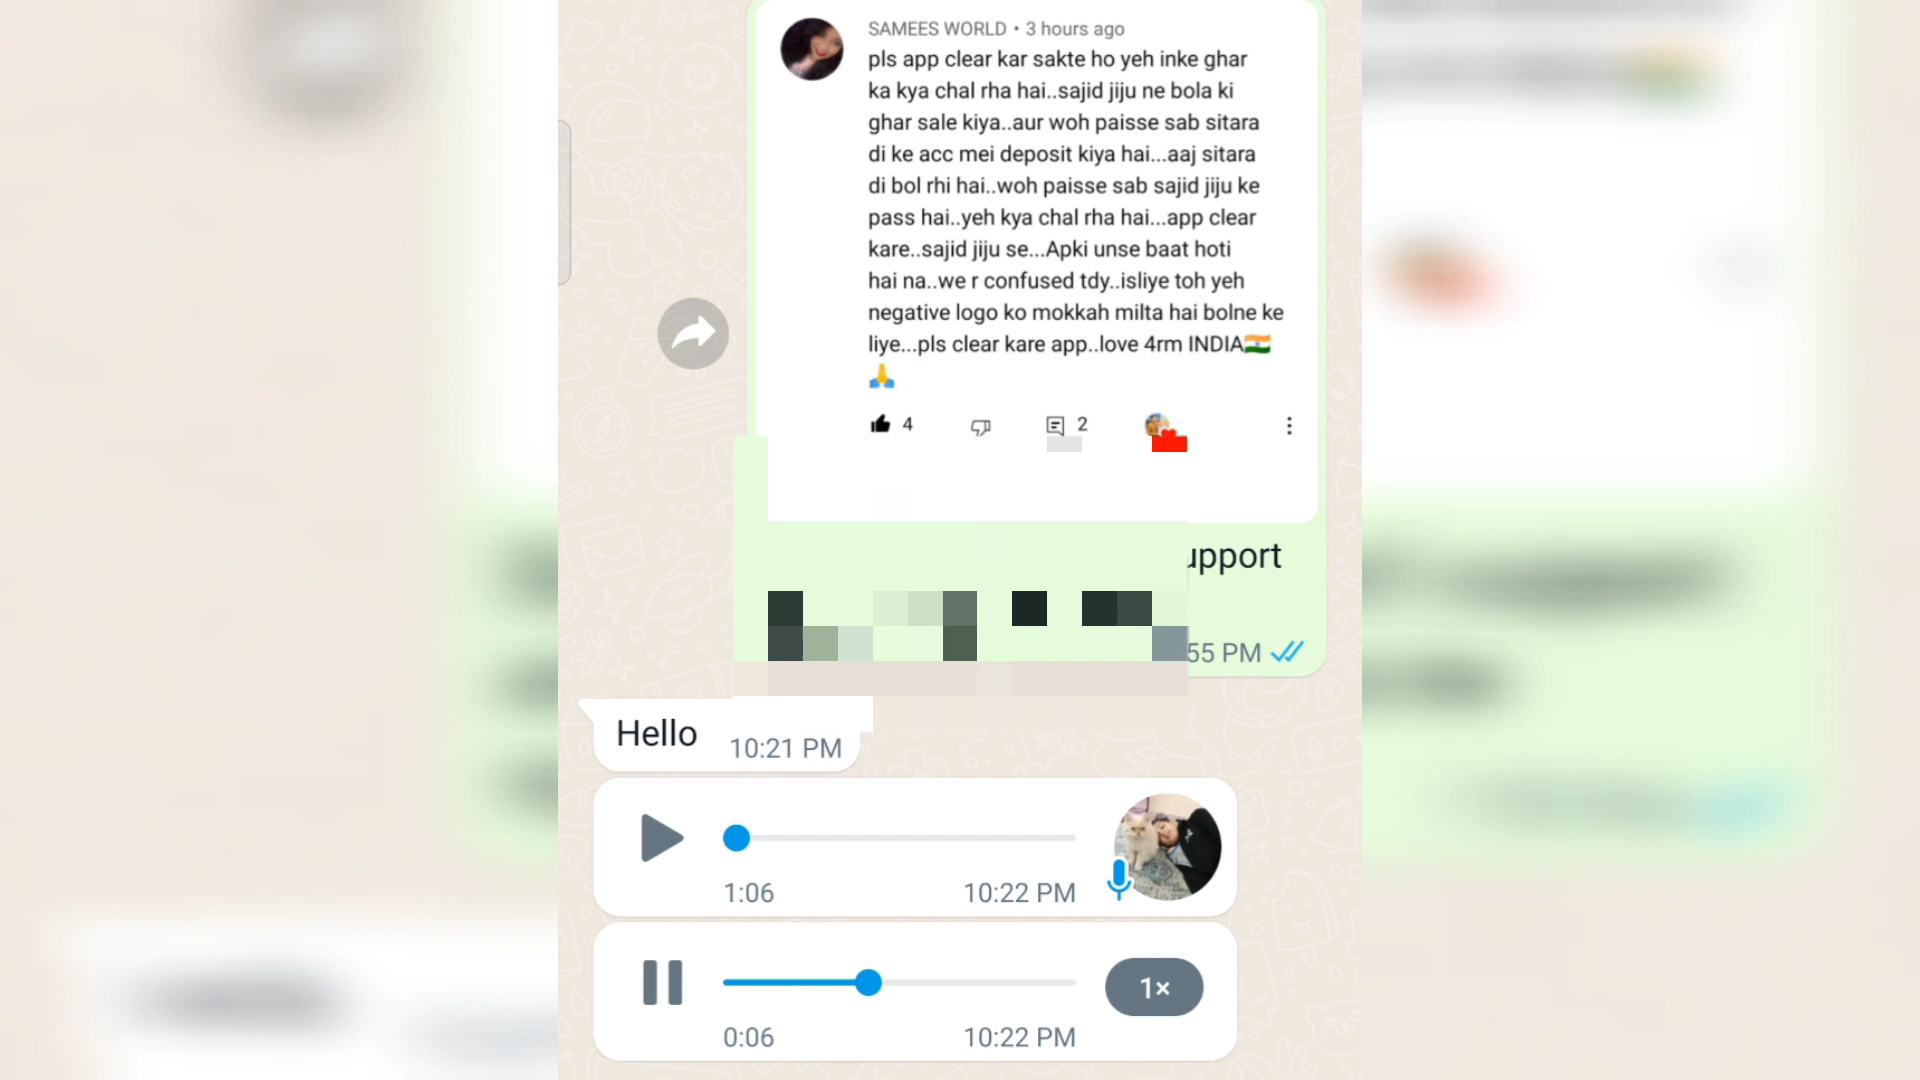 SAMEES WORLD • 3 hours ago
pls app clear kar sakte ho yeh inke ghar
ka kya chal rha hai..sajid jiju ne bola ki
ghar sale kiya..aur woh paisse sab sitara
di ke acc mei deposit kiya hai...aaj sitara
di bol rhi hai..woh paisse sab sajid jiju ke
pass hai..yeh kya chal rha hai...app clear
kare..sajid jiju se...Apki unse baat hoti
hai na..we r confused tdy..isliye toh yeh
negative logo ko mokkah milta hai bolne ke
liye...pls clear kare app..love 4rm INDIA🇮🇳
🙏
4 2
upport
55 PM
Hello 10:21 PM
1:06 10:22 PM
1×
0:06 10:22 PM